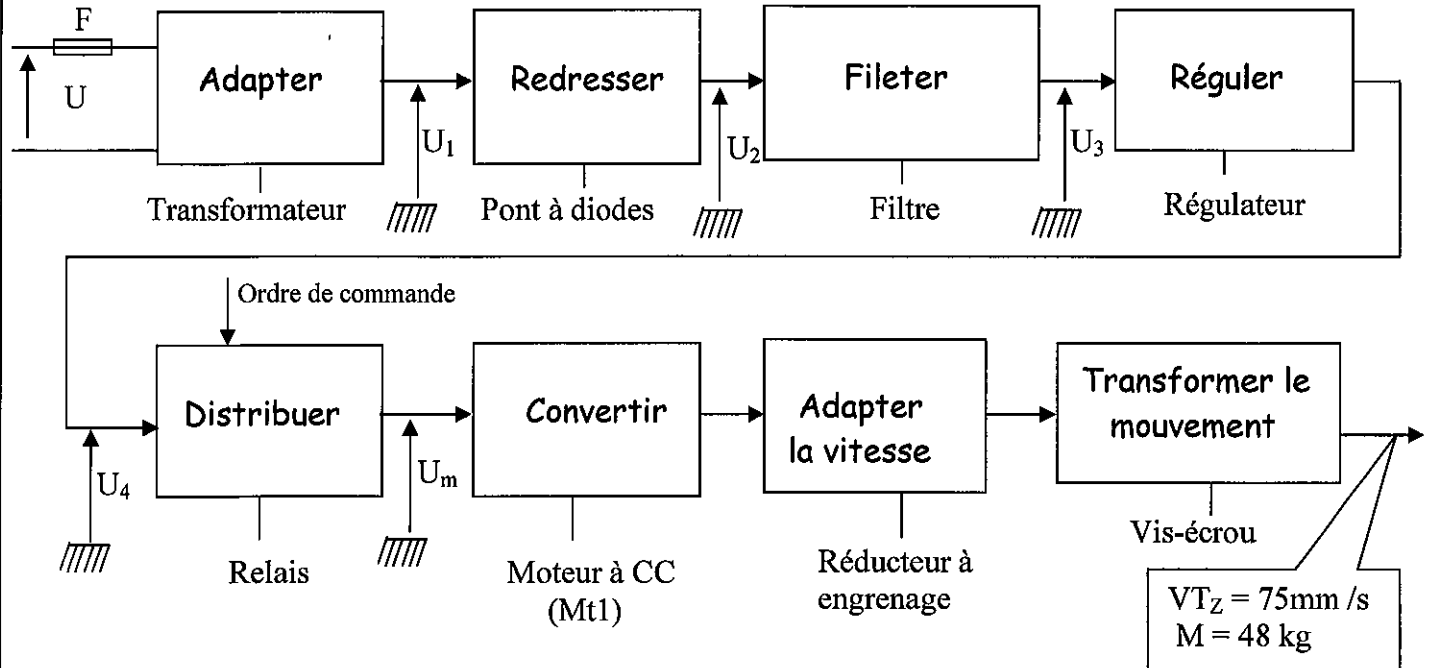 F
U
Adapter
U1
Redresser
U2
Fileter
U3
Réguler
Transformateur
Pont à diodes
Filtre
Régulateur
Ordre de commande
U4
Distribuer
Um
Convertir
Adapter
la vitesse
Transformer le
mouvement
Relais
Moteur à CC
(Mt1)
Réducteur à
engrenage
Vis-écrou
VTZ = 75mm /s
M = 48 kg